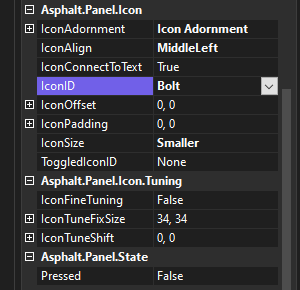 Asphalt.Panel.Icon
IconAdornment Icon Adornment
IconAlign MiddleLeft
IconConnectToText True
IconID Bolt
IconOffset 0, 0
IconPadding 0, 0
IconSize Smaller
ToggledIconID None
Asphalt.Panel.Icon.Tuning
IconFineTuning False
IconTuneFixSize 34, 34
IconTuneShift 0, 0
Asphalt.Panel.State
Pressed False